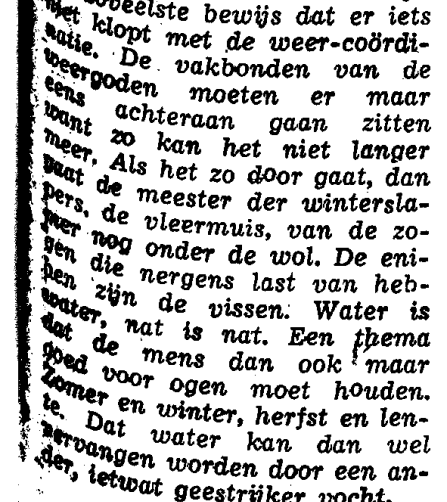 zoveelste bewijs dat er iets
niet klopt met de weer-coördi-
natie. De vakbonden van de
weergoden moeten er maar
eens achteraan gaan zitten
want zo kan het niet langer
meer. Als het zo door gaat, dan
gaat de meester der wintersla-
pers, de vleermuis, van de zo-
mer nog onder de wol. De eni-
gen die nergens last van heb-
ben zijn de vissen. Water is
water, nat is nat. Een thema
dat de mens dan ook maar
goed voor ogen moet houden.
Zomer en winter, herfst en len-
te. Dat water kan dan wel
vervangen worden door een an-
der, ietwat geestrijker vocht.